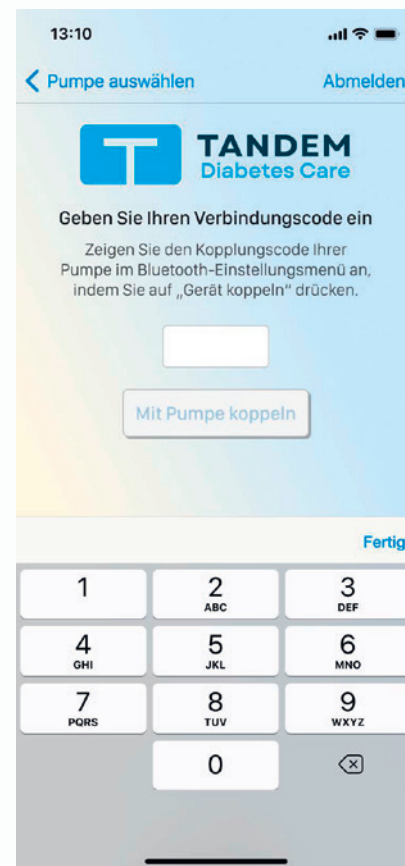 13:10
Pumpe auswählen Abmelden
TANDEM
Diabetes Care
Geben Sie Ihren Verbindungscode ein
Zeigen Sie den Kopplungscode Ihrer
Pumpe im Bluetooth-Einstellungsmenü an,
indem Sie auf „Gerät koppeln“ drücken.
Mit Pumpe koppeln
Fertig
1 2 3
ABC DEF
4 5 6
GHI JKL MNO
7 8 9
PQRS TUV WXYZ
0